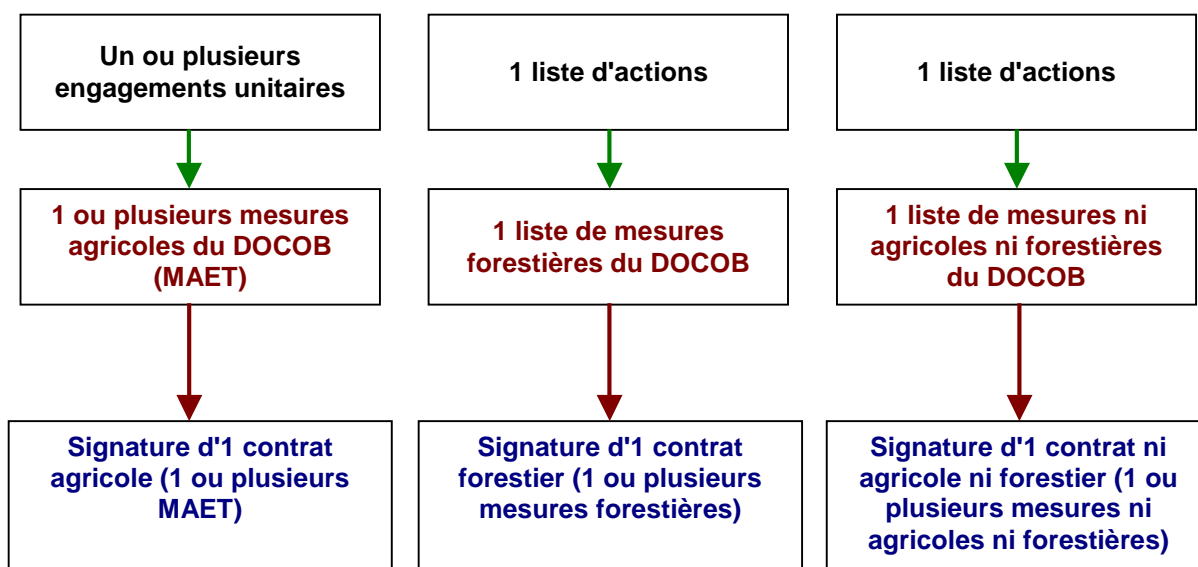 Un ou plusieurs
engagements unitaires
1 liste d'actions
1 liste d'actions
1 ou plusieurs mesures
agricoles du DOCOB
(MAET)
1 liste de mesures
forestières du DOCOB
1 liste de mesures ni
agricoles ni forestières
du DOCOB
Signature d'1 contrat
agricole (1 ou plusieurs
MAET)
Signature d'1 contrat
forestier (1 ou plusieurs
mesures forestières)
Signature d'1 contrat ni
agricole ni forestier (1 ou
plusieurs mesures ni
agricoles ni forestières)